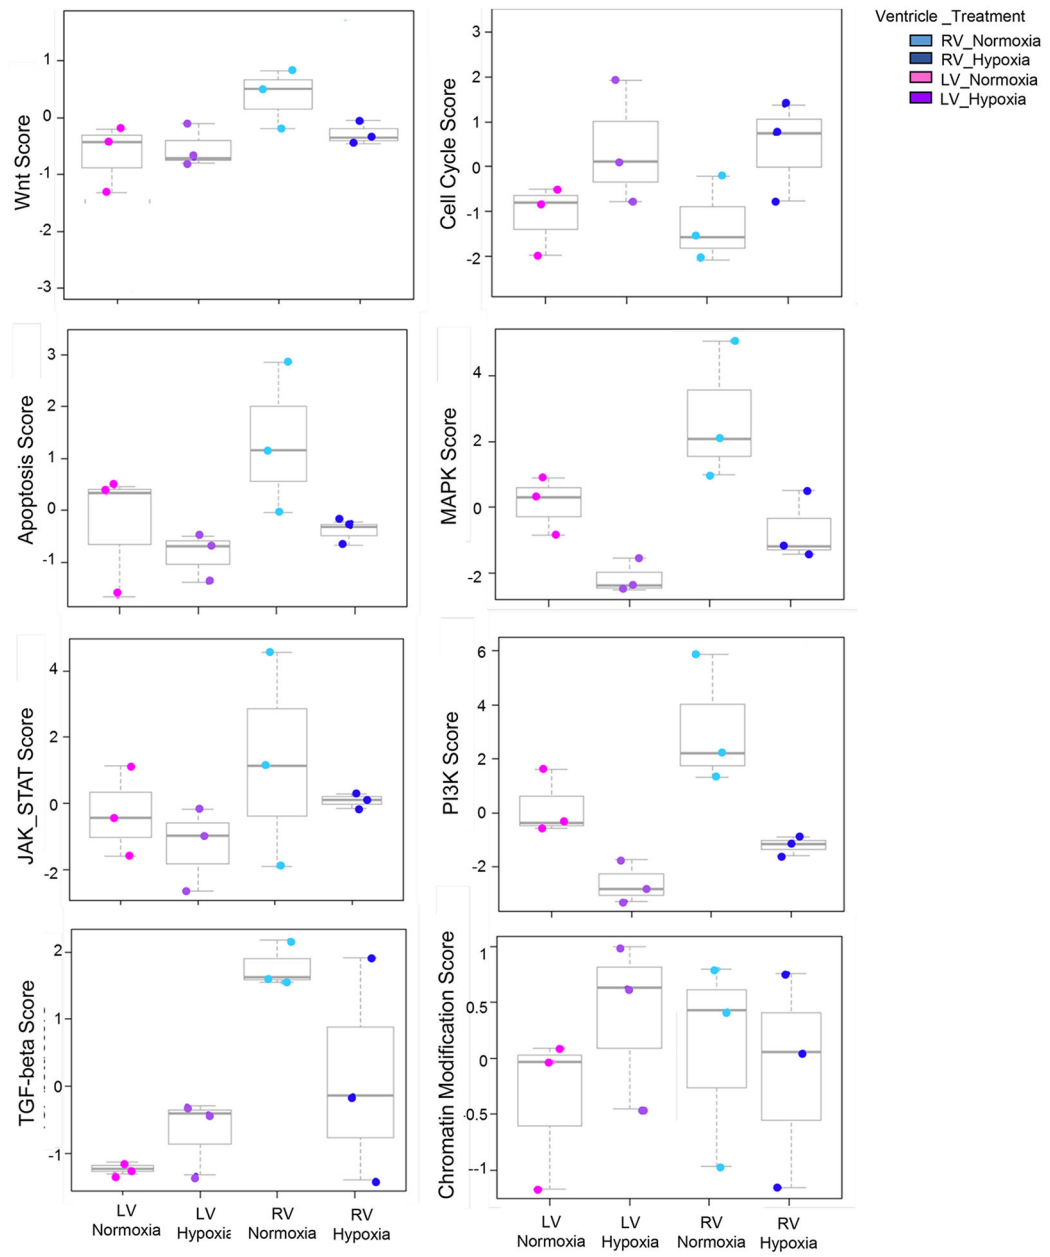 Ventricle _Treatment
RV_Normoxia
RV_Hypoxia
LV_Normoxia
LV_Hypoxia
Wnt Score
1
0
-1
-2
-3
Cell Cycle Score
3
2
1
0
-1
-2
Apoptosis Score
3
2
1
0
-1
MAPK Score
4
2
0
-2
JAK_STAT Score
4
2
0
-2
PI3K Score
6
4
2
0
-2
TGF-beta Score
2
1
0
-1
Chromatin Modification Score
1
0.5
0
-0.5
--1
LV
Normoxia
LV
Hypoxia
RV
Normoxia
RV
Hypoxia
LV
Normoxia
LV
Hypoxia
RV
Normoxia
RV
Hypoxia